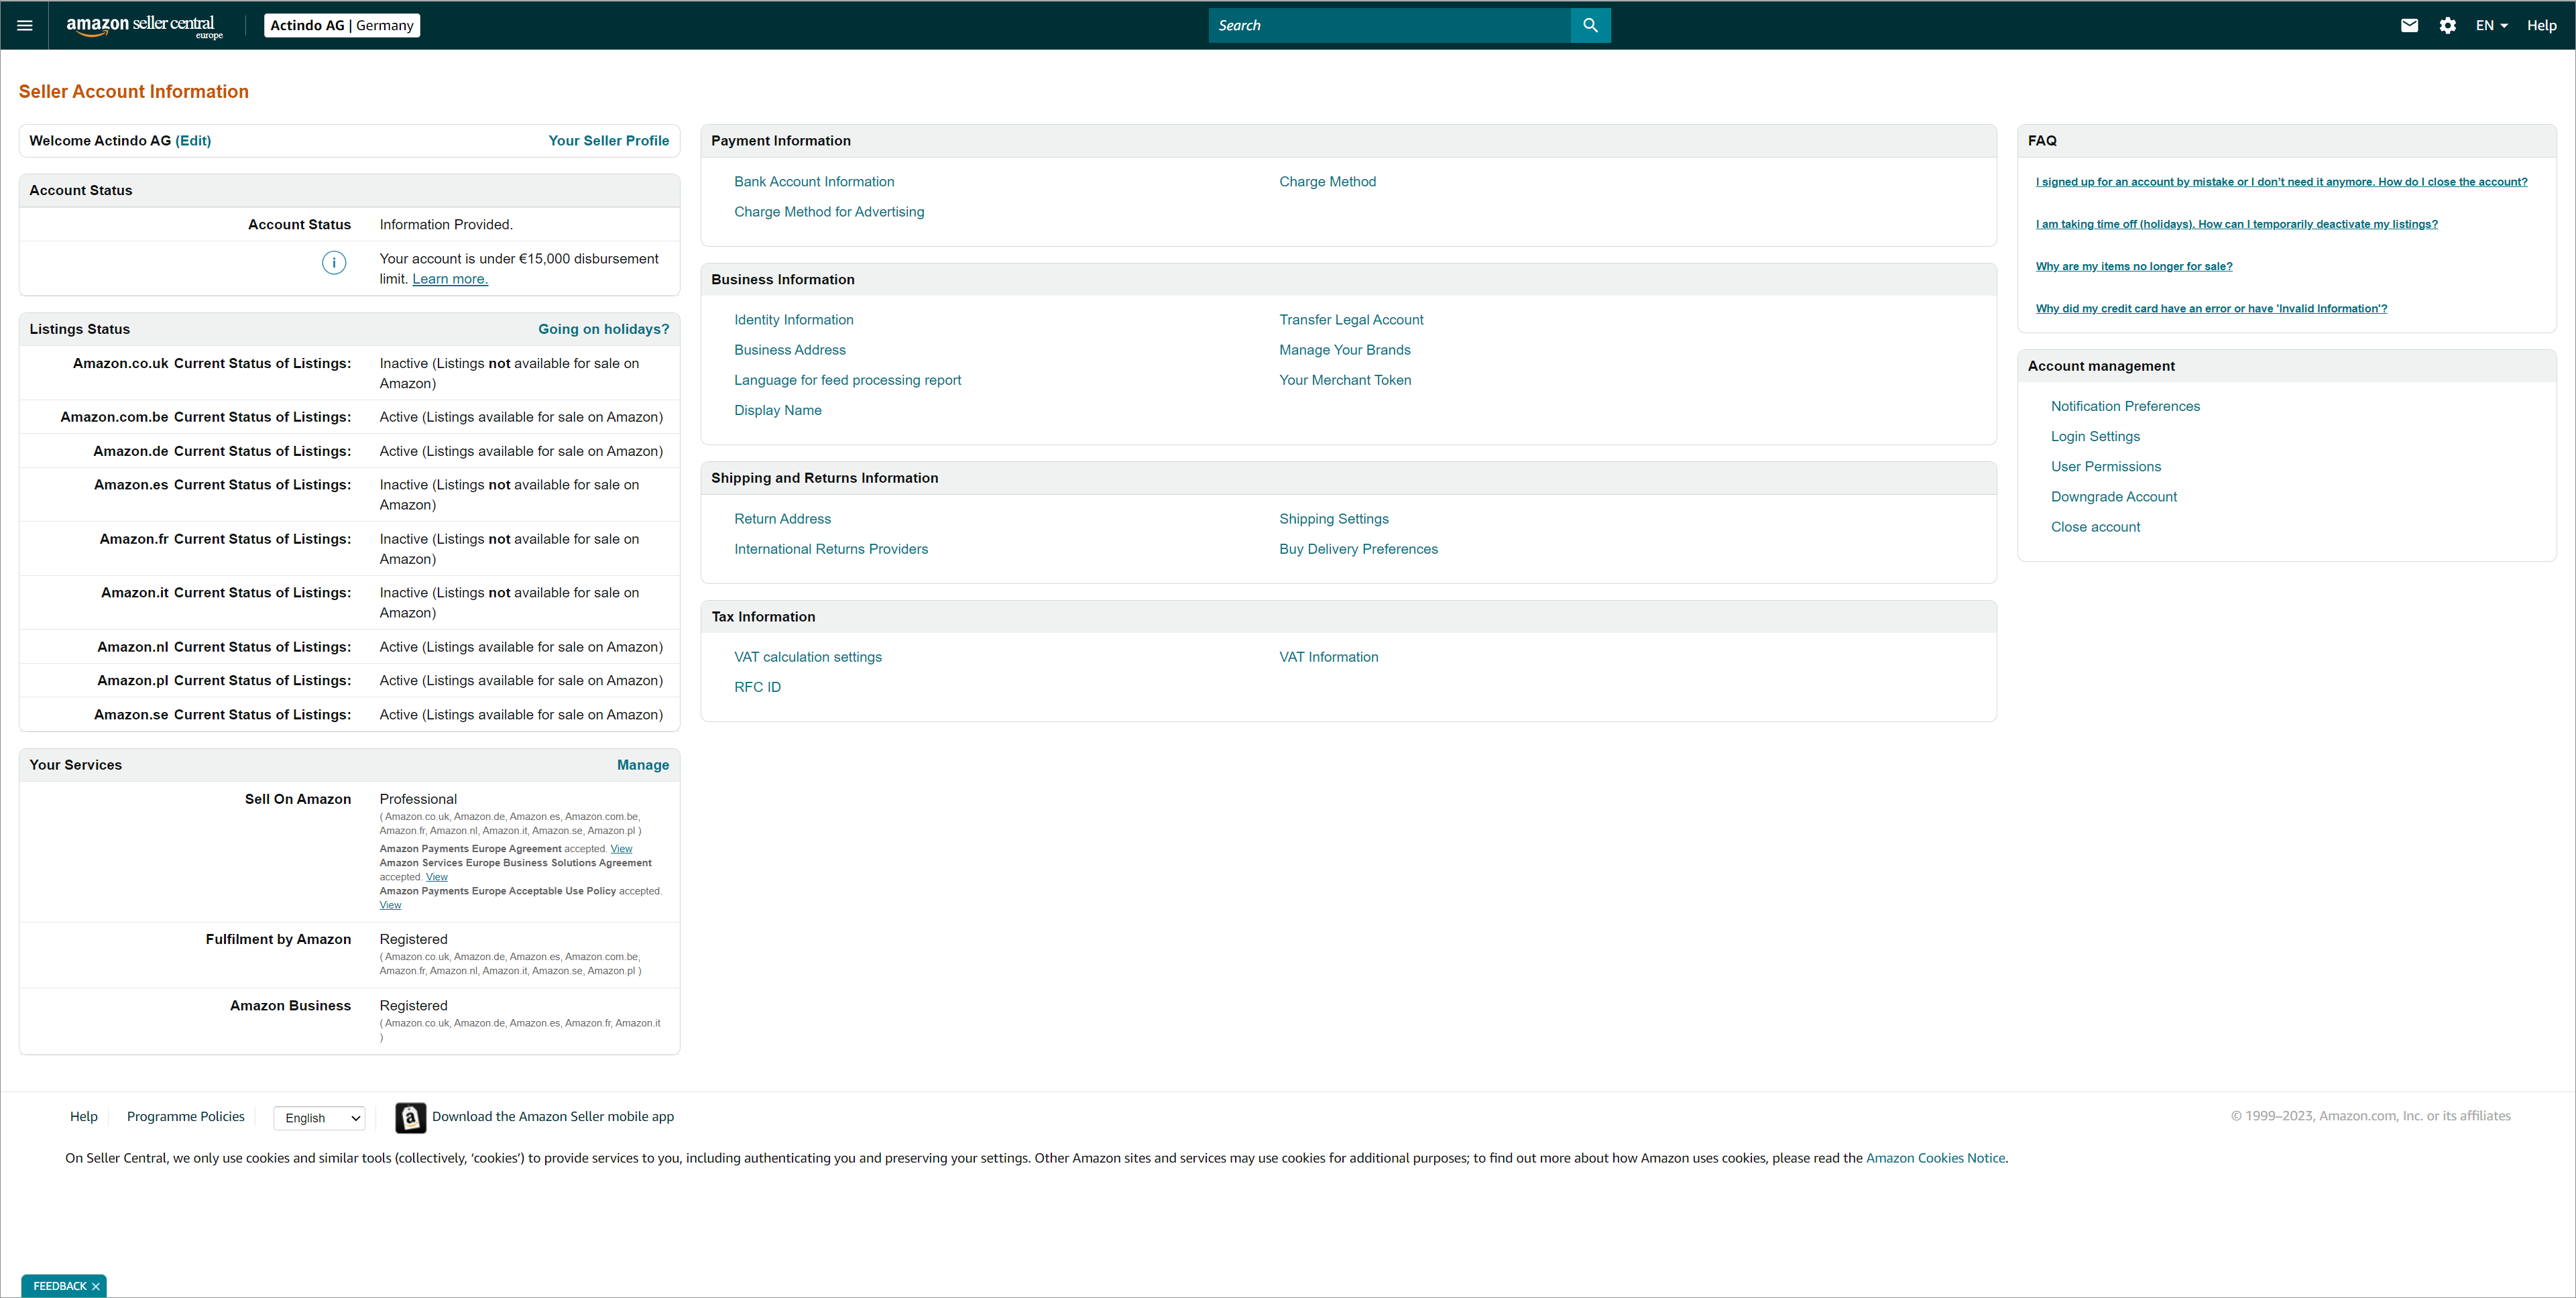 amazon seller central
europe
Actindo AG | Germany
Search
EN
Help
Seller Account Information
Welcome Actindo AG (Edit)
Your Seller Profile
Account Status
Account Status
Information Provided.
Your account is under €15,000 disbursement
limit. Learn more.
Listings Status
Going on holidays?
Amazon.co.uk Current Status of Listings:
Inactive (Listings not available for sale on
Amazon)
Amazon.com.be Current Status of Listings:
Active (Listings available for sale on Amazon)
Amazon.de Current Status of Listings:
Active (Listings available for sale on Amazon)
Amazon.es Current Status of Listings:
Inactive (Listings not available for sale on
Amazon)
Amazon.fr Current Status of Listings:
Inactive (Listings not available for sale on
Amazon)
Amazon.it Current Status of Listings:
Inactive (Listings not available for sale on
Amazon)
Amazon.nl Current Status of Listings:
Active (Listings available for sale on Amazon)
Amazon.pl Current Status of Listings:
Active (Listings available for sale on Amazon)
Amazon.se Current Status of Listings:
Active (Listings available for sale on Amazon)
Your Services
Manage
Sell On Amazon
Professional
( Amazon.co.uk, Amazon.de, Amazon.es, Amazon.com.be,
Amazon.fr, Amazon.nl, Amazon.it, Amazon.se, Amazon.pl )
Amazon Payments Europe Agreement accepted. View
Amazon Services Europe Business Solutions Agreement
accepted. View
Amazon Payments Europe Acceptable Use Policy accepted.
View
Fulfilment by Amazon
Registered
( Amazon.co.uk, Amazon.de, Amazon.es, Amazon.com.be,
Amazon.fr, Amazon.nl, Amazon.it, Amazon.se, Amazon.pl )
Amazon Business
Registered
( Amazon.co.uk, Amazon.de, Amazon.es, Amazon.fr, Amazon.it
)
Payment Information
Bank Account Information
Charge Method
Charge Method for Advertising
Business Information
Identity Information
Transfer Legal Account
Business Address
Manage Your Brands
Language for feed processing report
Your Merchant Token
Display Name
Shipping and Returns Information
Return Address
Shipping Settings
International Returns Providers
Buy Delivery Preferences
Tax Information
VAT calculation settings
VAT Information
RFC ID
FAQ
I signed up for an account by mistake or I don't need it anymore. How do I close the account?
I am taking time off (holidays). How can I temporarily deactivate my listings?
Why are my items no longer for sale?
Why did my credit card have an error or have 'Invalid Information'?
Account management
Notification Preferences
Login Settings
User Permissions
Downgrade Account
Close account
Help
Programme Policies
English
Download the Amazon Seller mobile app
© 1999–2023, Amazon.com, Inc. or its affiliates
On Seller Central, we only use cookies and similar tools (collectively, ‘cookies’) to provide services to you, including authenticating you and preserving your settings. Other Amazon sites and services may use cookies for additional purposes; to find out more about how Amazon uses cookies, please read the Amazon Cookies Notice.
FEEDBACK